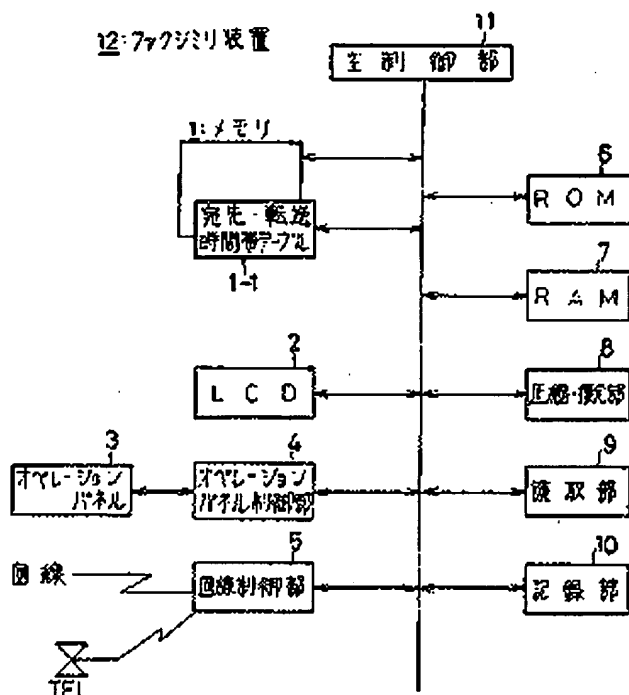 12:ファクシミリ装置
11
主制御部
1:メモリ
宛先・転送
時間帯テーブル
1-1
6
ROM
7
RAM
2
LCD
8
圧縮・復元部
3
オペレーション
パネル
4
オペレーション
パネル制御部
9
読取部
回線
5
回線制御部
10
記録部
TEL